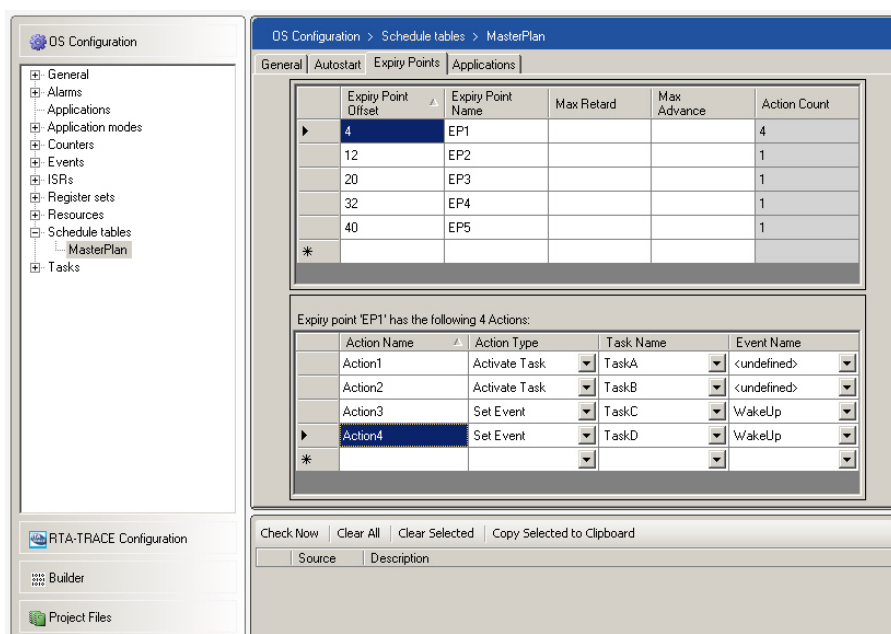 OS Configuration
General
Alarms
Applications
Application modes
Counters
Events
ISRs
Register sets
Resources
Schedule tables
MasterPlan
Tasks
RTA-TRACE Configuration
Builder
Project Files
OS Configuration > Schedule tables > MasterPlan
General Autostart Expiry Points Applications
Expiry Point Offset Expiry Point Name Max Retard Max Advance Action Count
4 EP1 4
12 EP2 1
20 EP3 1
32 EP4 1
40 EP5 1
*
Expiry point 'EP1' has the following 4 Actions:
Action Name Action Type Task Name Event Name
Action1 Activate Task TaskA <undefined>
Action2 Activate Task TaskB <undefined>
Action3 Set Event TaskC WakeUp
Action4 Set Event TaskD WakeUp
*
Check Now Clear All Clear Selected Copy Selected to Clipboard
Source Description